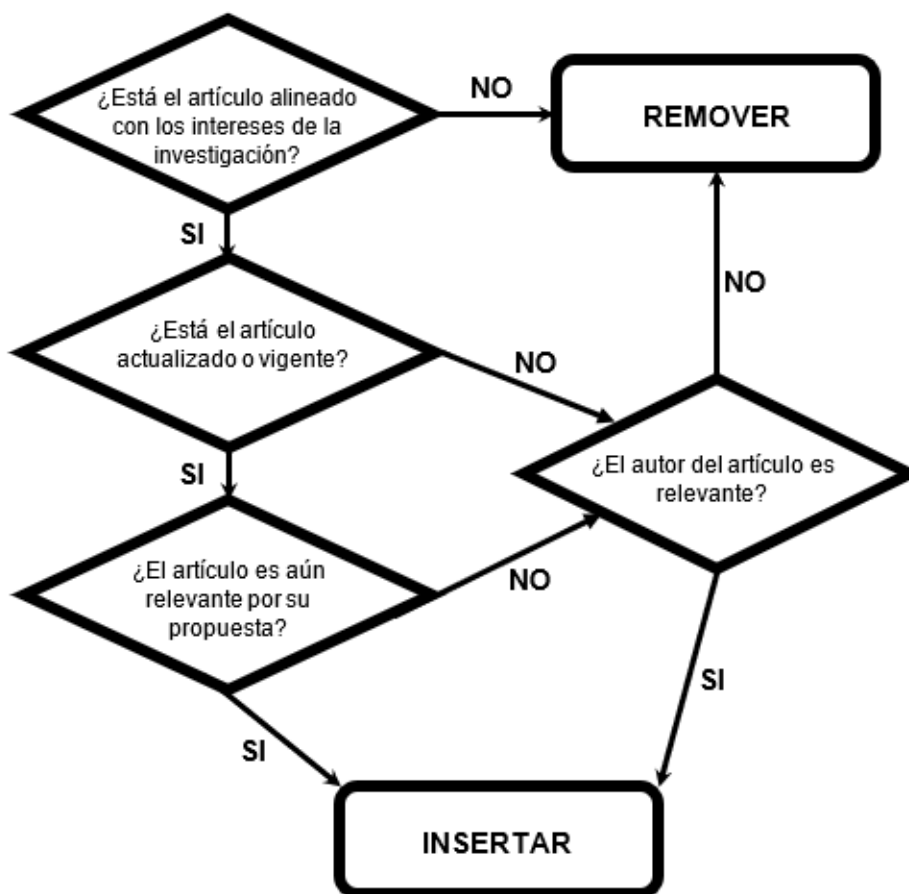 ¿Está el artículo alineado
con los intereses de la
investigación?
NO
REMOVER
SI
NO
¿Está el artículo
actualizado o vigente?
NO
SI
¿El autor del artículo es
relevante?
¿El artículo es aún
relevante por su
propuesta?
NO
SI
SI
INSERTAR